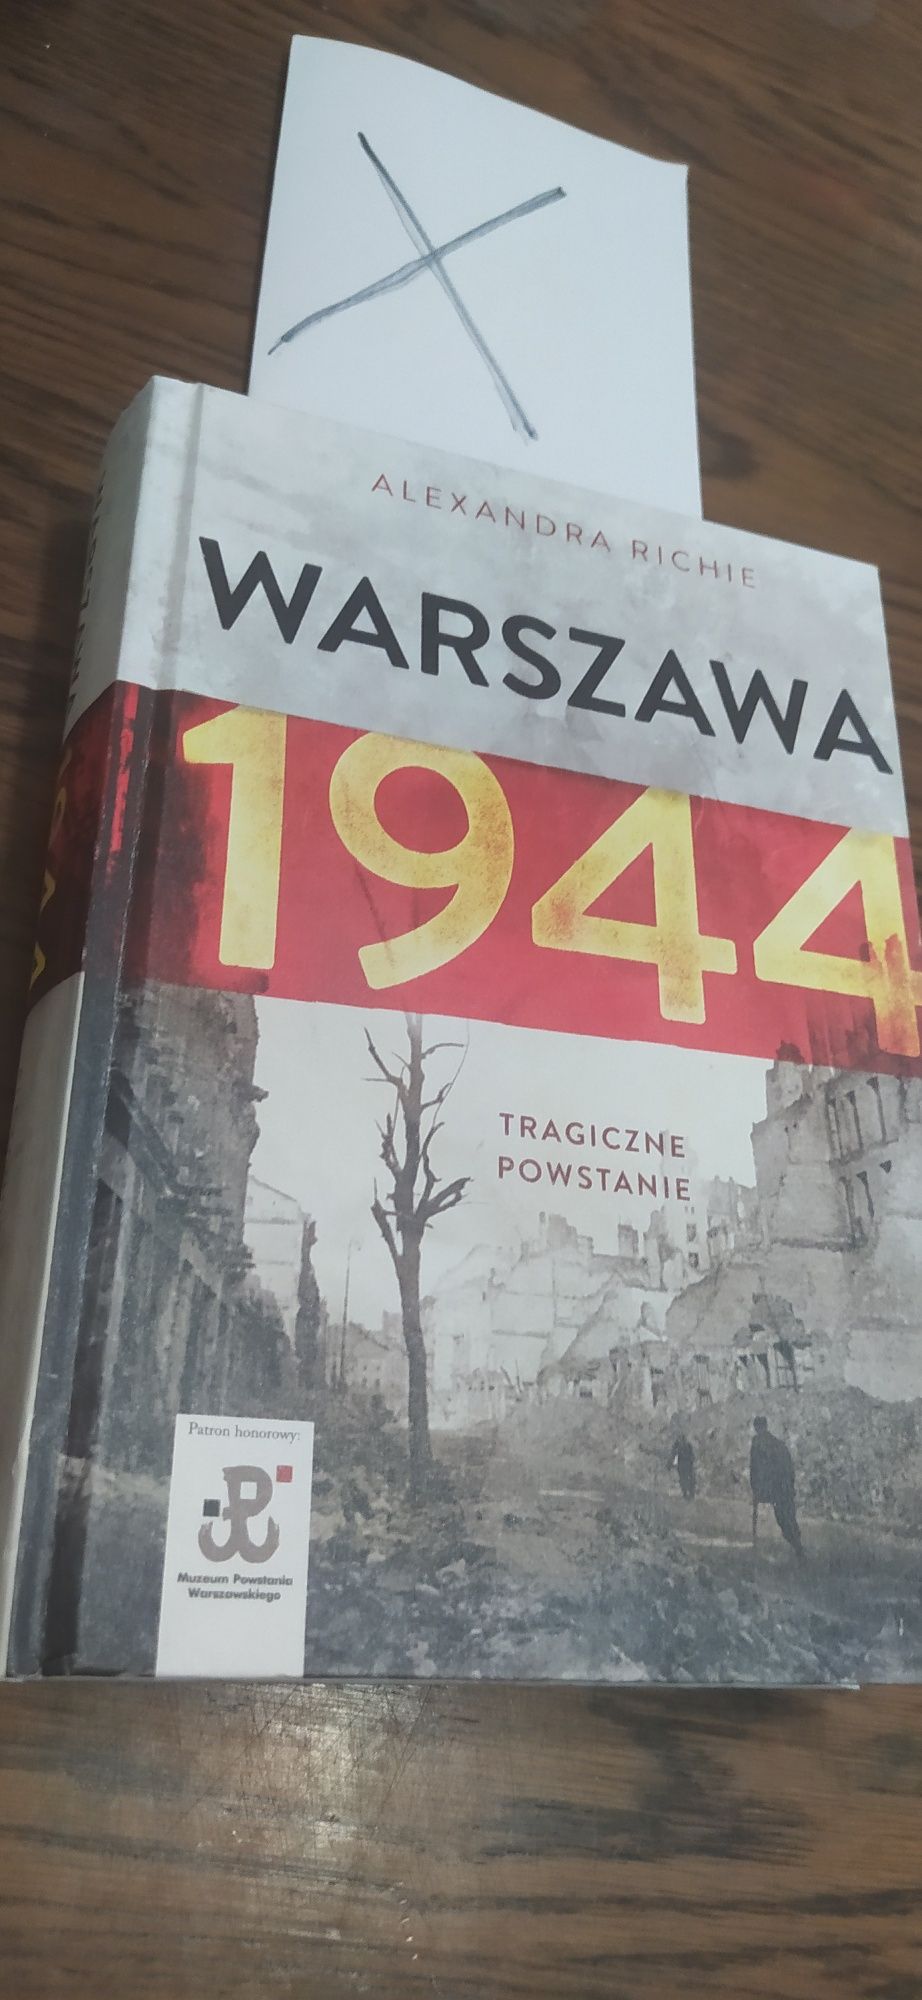 ALEXANDRA RICHIE
WARSZAWA
1944
TRAGICZNE
POWSTANIE
Patron honorowy:
Muzeum Powstania
Warszawskiego